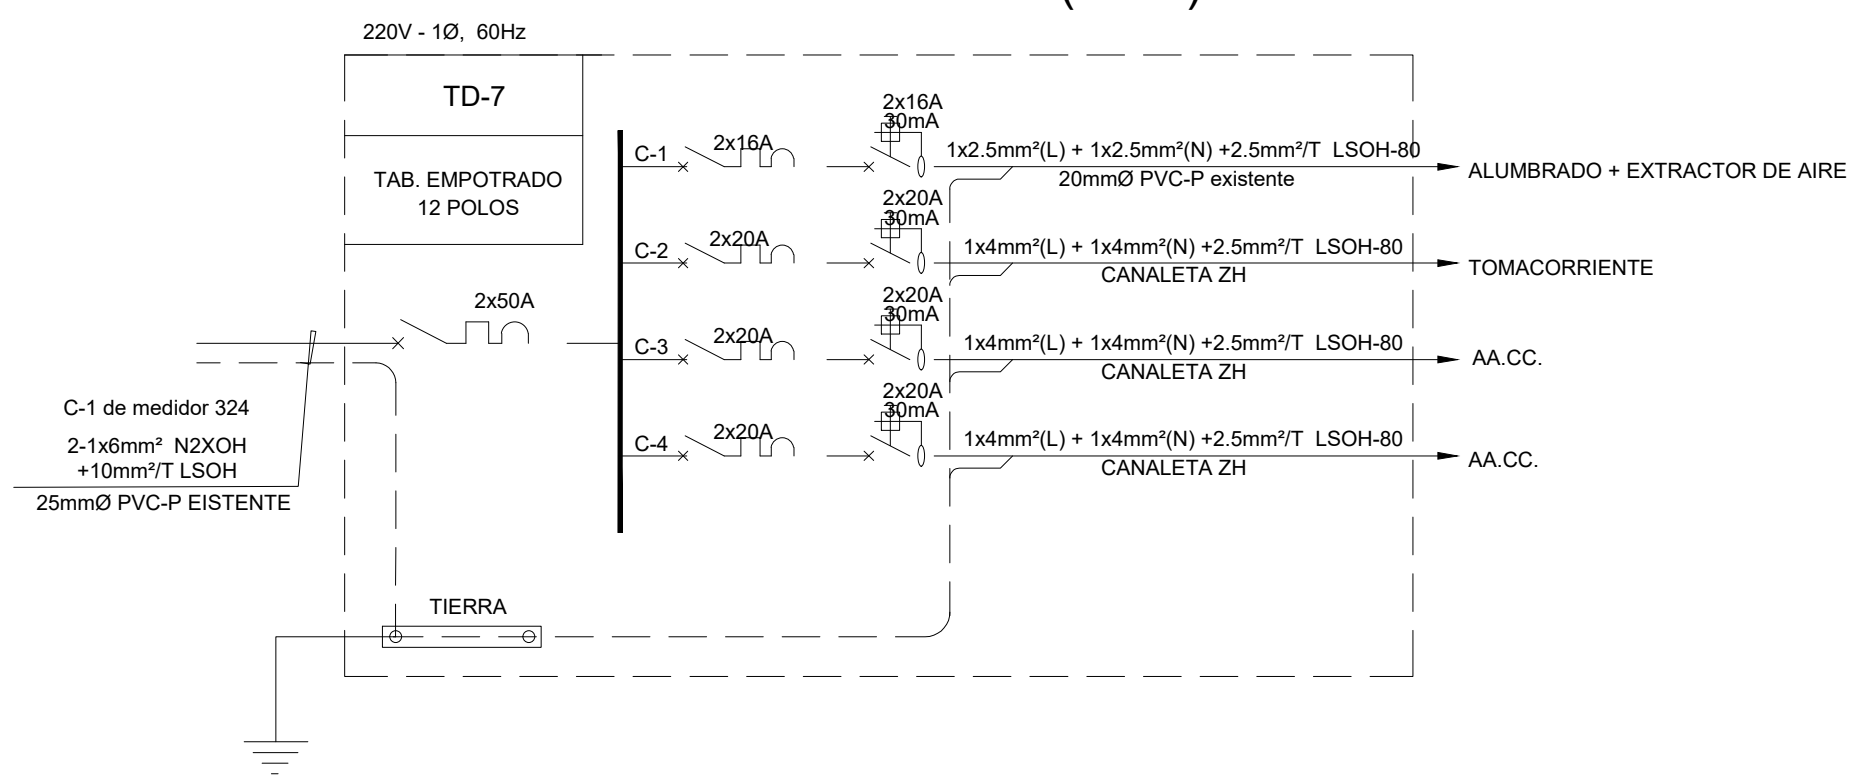 220V - 1Ø, 60Hz
TD-7
TAB. EMPOTRADO
12 POLOS
2x50A
C-1 de medidor 324
2-1x6mm² N2XOH
+10mm²/T LSOH
25mmØ PVC-P EISTENTE
TIERRA
C-1
2x16A
2x16A
30mA
1x2.5mm²(L) + 1x2.5mm²(N) +2.5mm²/T LSOH-80
20mmØ PVC-P existente
ALUMBRADO + EXTRACTOR DE AIRE
C-2
2x20A
2x20A
30mA
1x4mm²(L) + 1x4mm²(N) +2.5mm²/T LSOH-80
CANALETA ZH
TOMACORRIENTE
C-3
2x20A
2x20A
30mA
1x4mm²(L) + 1x4mm²(N) +2.5mm²/T LSOH-80
CANALETA ZH
AA.CC.
C-4
2x20A
2x20A
30mA
1x4mm²(L) + 1x4mm²(N) +2.5mm²/T LSOH-80
CANALETA ZH
AA.CC.